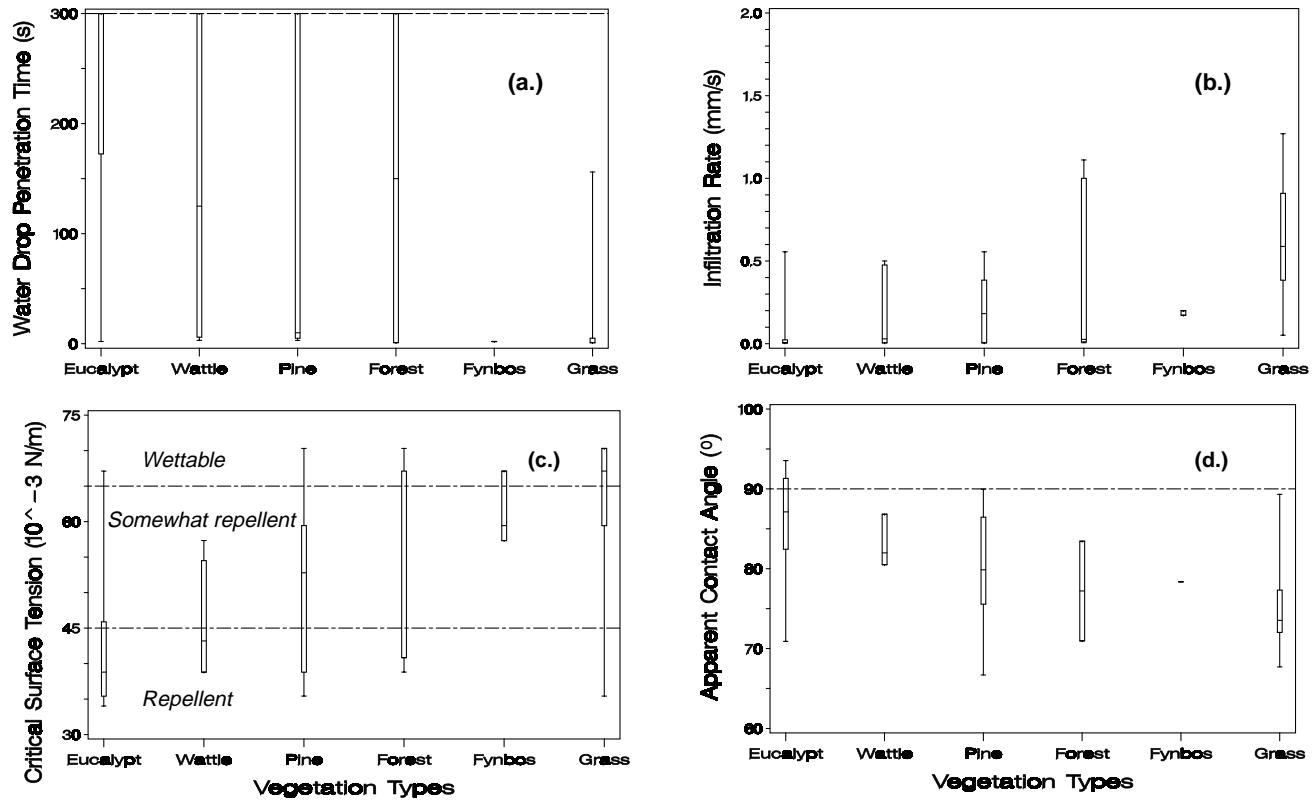 Water Drop Penetration Time (s)
300
200
100
0
(a.)
Eucalypt Wattle Pine Forest Fynbos Grass
Infiltration Rate (mm/s)
2.0
1.5
1.0
0.5
0.0
(b.)
Eucalypt Wattle Pine Forest Fynbos Grass
Critical Surface Tension (10^ -3 N/m)
75
60
45
30
Wettable
(c.)
Somewhat repellent
Repellent
Eucalypt Wattle Pine Forest Fynbos Grass
Vegetation Types
Apparent Contact Angle (º)
100
90
80
70
60
(d.)
Eucalypt Wattle Pine Forest Fynbos Grass
Vegetation Types